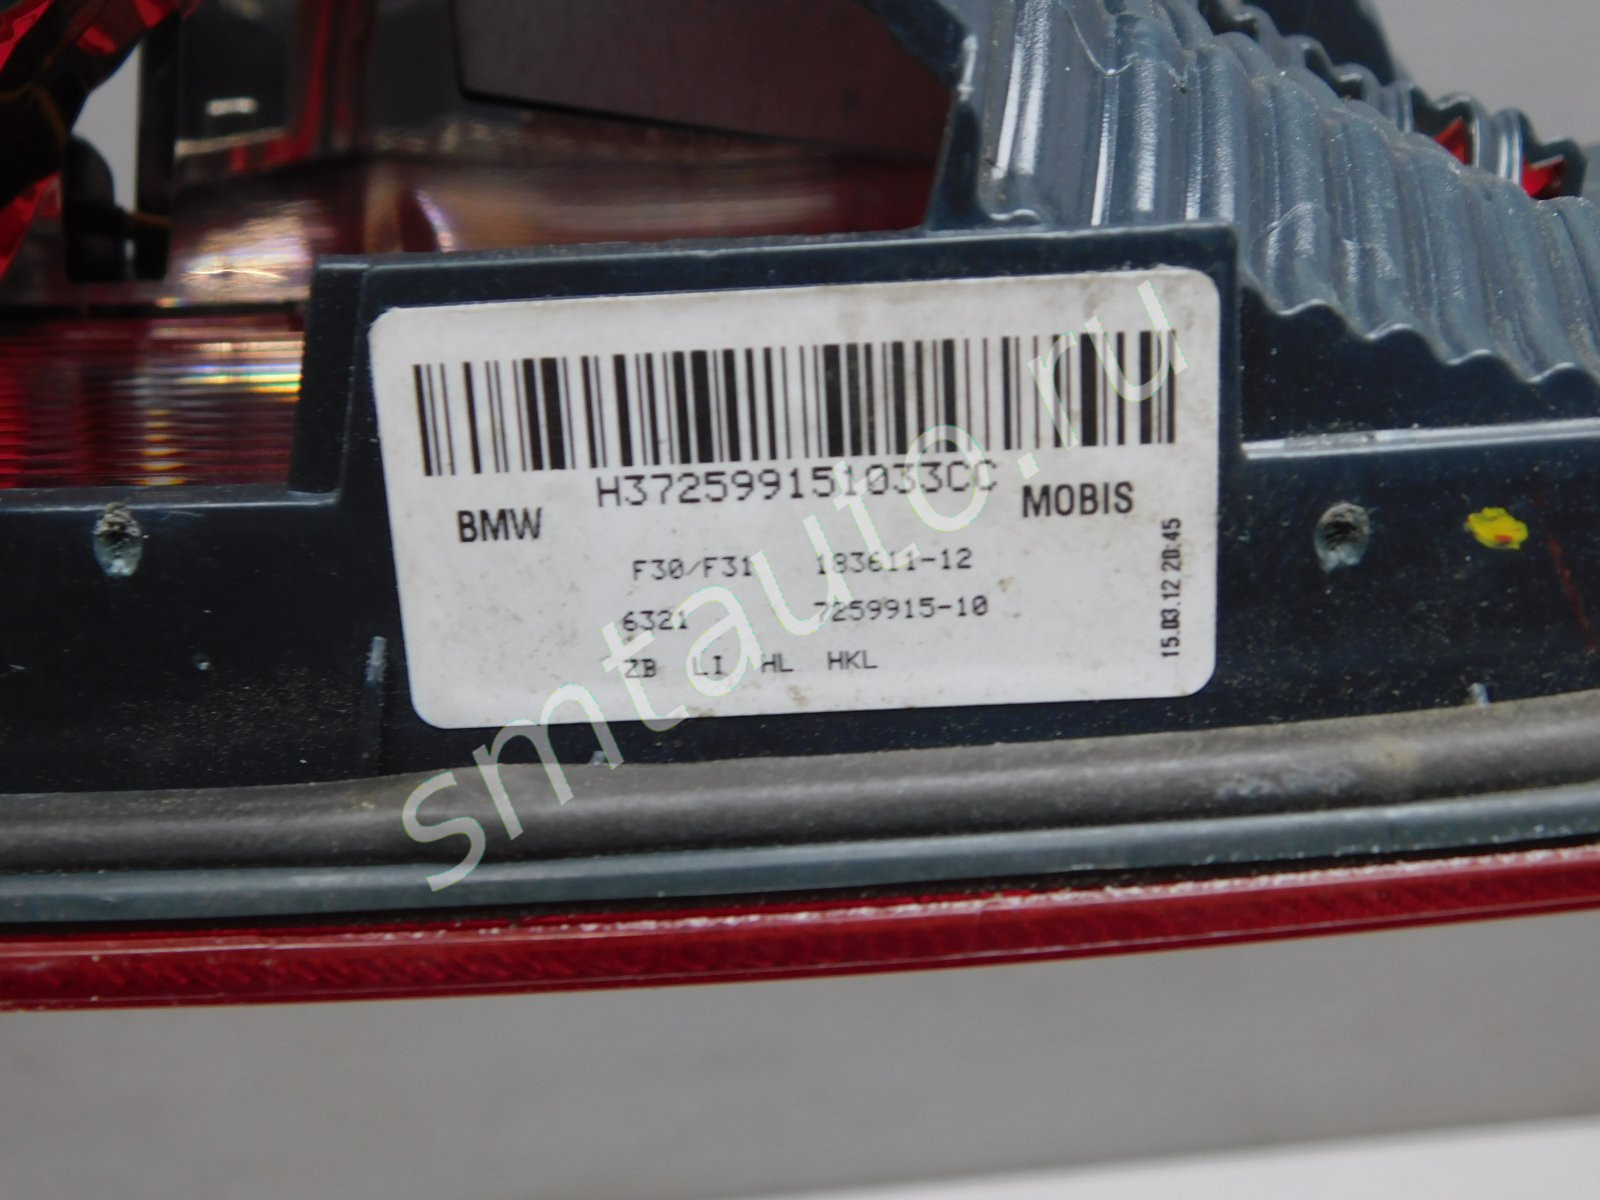 H372599151033CC
BMW
MOBIS
F30/F31 183611-12
6321 7259915-10
ZB LI HL HKL
15.03.12 20:45
smtauto.ru